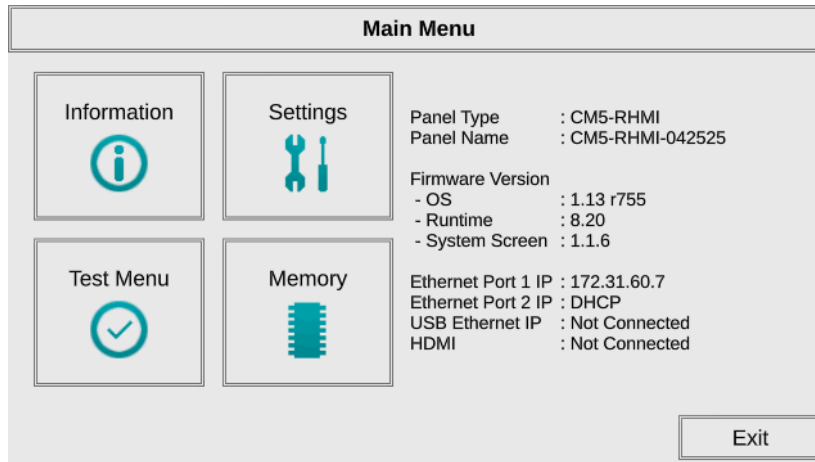 Main Menu
Information
Settings
Test Menu
Memory
Panel Type : CM5-RHMI
Panel Name : CM5-RHMI-042525
Firmware Version
- OS : 1.13 r755
- Runtime : 8.20
- System Screen : 1.1.6
Ethernet Port 1 IP : 172.31.60.7
Ethernet Port 2 IP : DHCP
USB Ethernet IP : Not Connected
HDMI : Not Connected
Exit